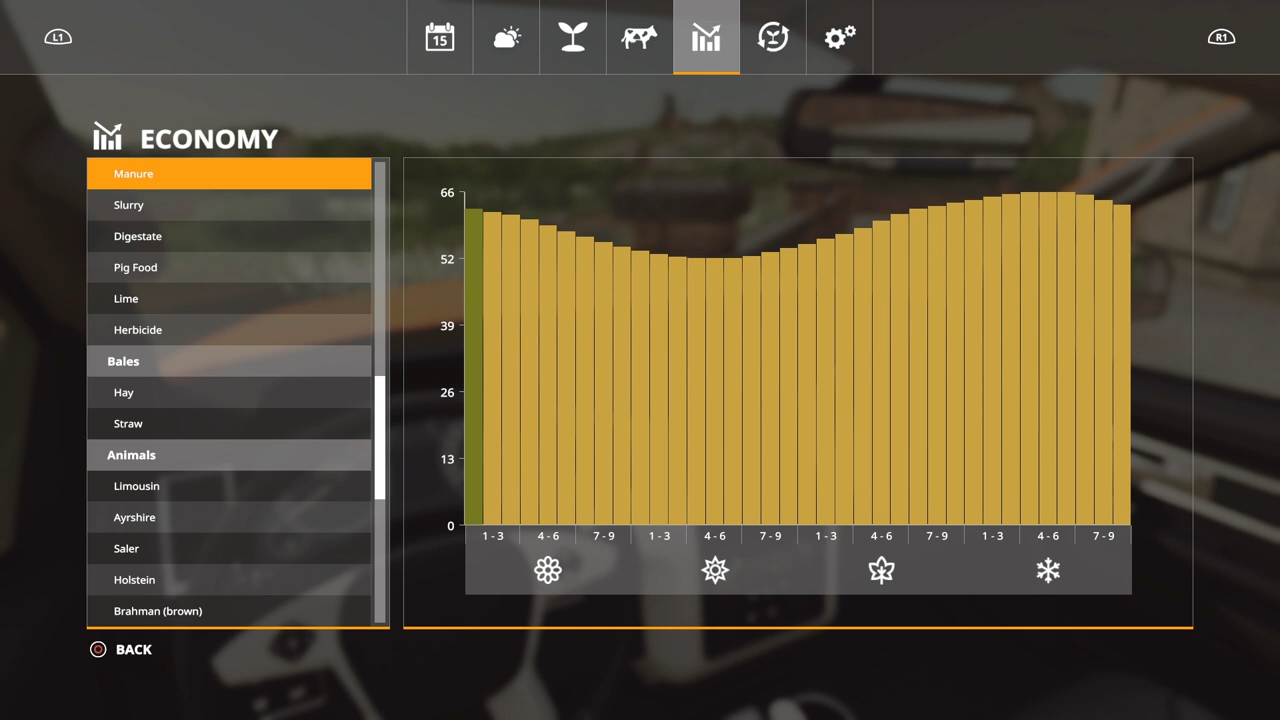 L1
15
R1
ECONOMY
Manure
Slurry
Digestate
Pig Food
Lime
Herbicide
Bales
Hay
Straw
Animals
Limousin
Ayrshire
Saler
Holstein
Brahman (brown)
66
52
39
26
13
0
1 - 3 4 - 6 7 - 9 1 - 3 4 - 6 7 - 9 1 - 3 4 - 6 7 - 9 1 - 3 4 - 6 7 - 9
BACK